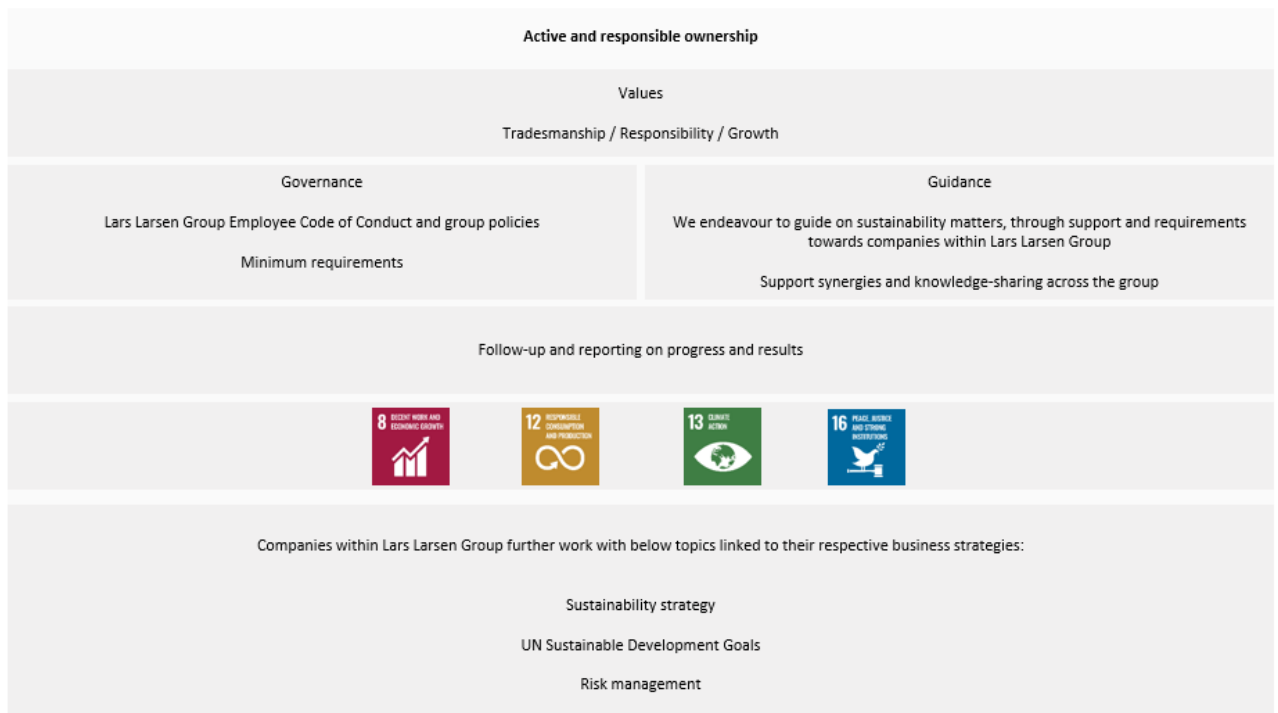 Active and responsible ownership
Values
Tradesmanship / Responsibility / Growth
Governance
Lars Larsen Group Employee Code of Conduct and group policies
Minimum requirements
Guidance
We endeavour to guide on sustainability matters, through support and requirements
towards companies within Lars Larsen Group
Support synergies and knowledge-sharing across the group
Follow-up and reporting on progress and results
8 DECENT WORK AND
ECONOMIC GROWTH
12 RESPONSIBLE
CONSUMPTION
AND PRODUCTION
13 CLIMATE
ACTION
16 PEACE, JUSTICE
AND STRONG
INSTITUTIONS
Companies within Lars Larsen Group further work with below topics linked to their respective business strategies:
Sustainability strategy
UN Sustainable Development Goals
Risk management